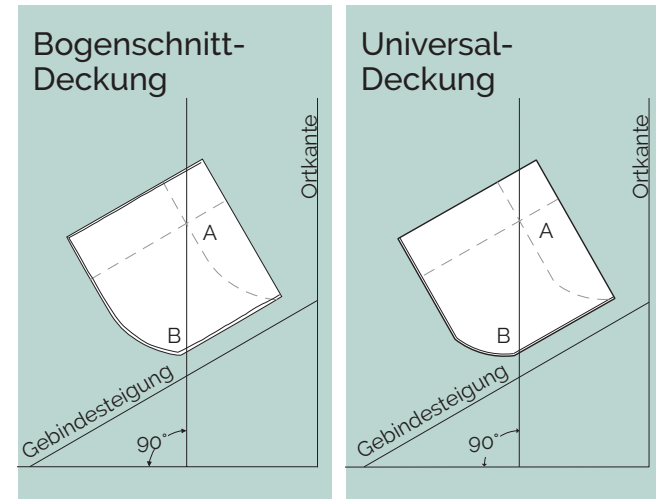 Bogenschnitt-
Deckung
Ortkante
A
B
Gebindesteigung
90°
Universal-
Deckung
Ortkante
A
B
Gebindesteigung
90°